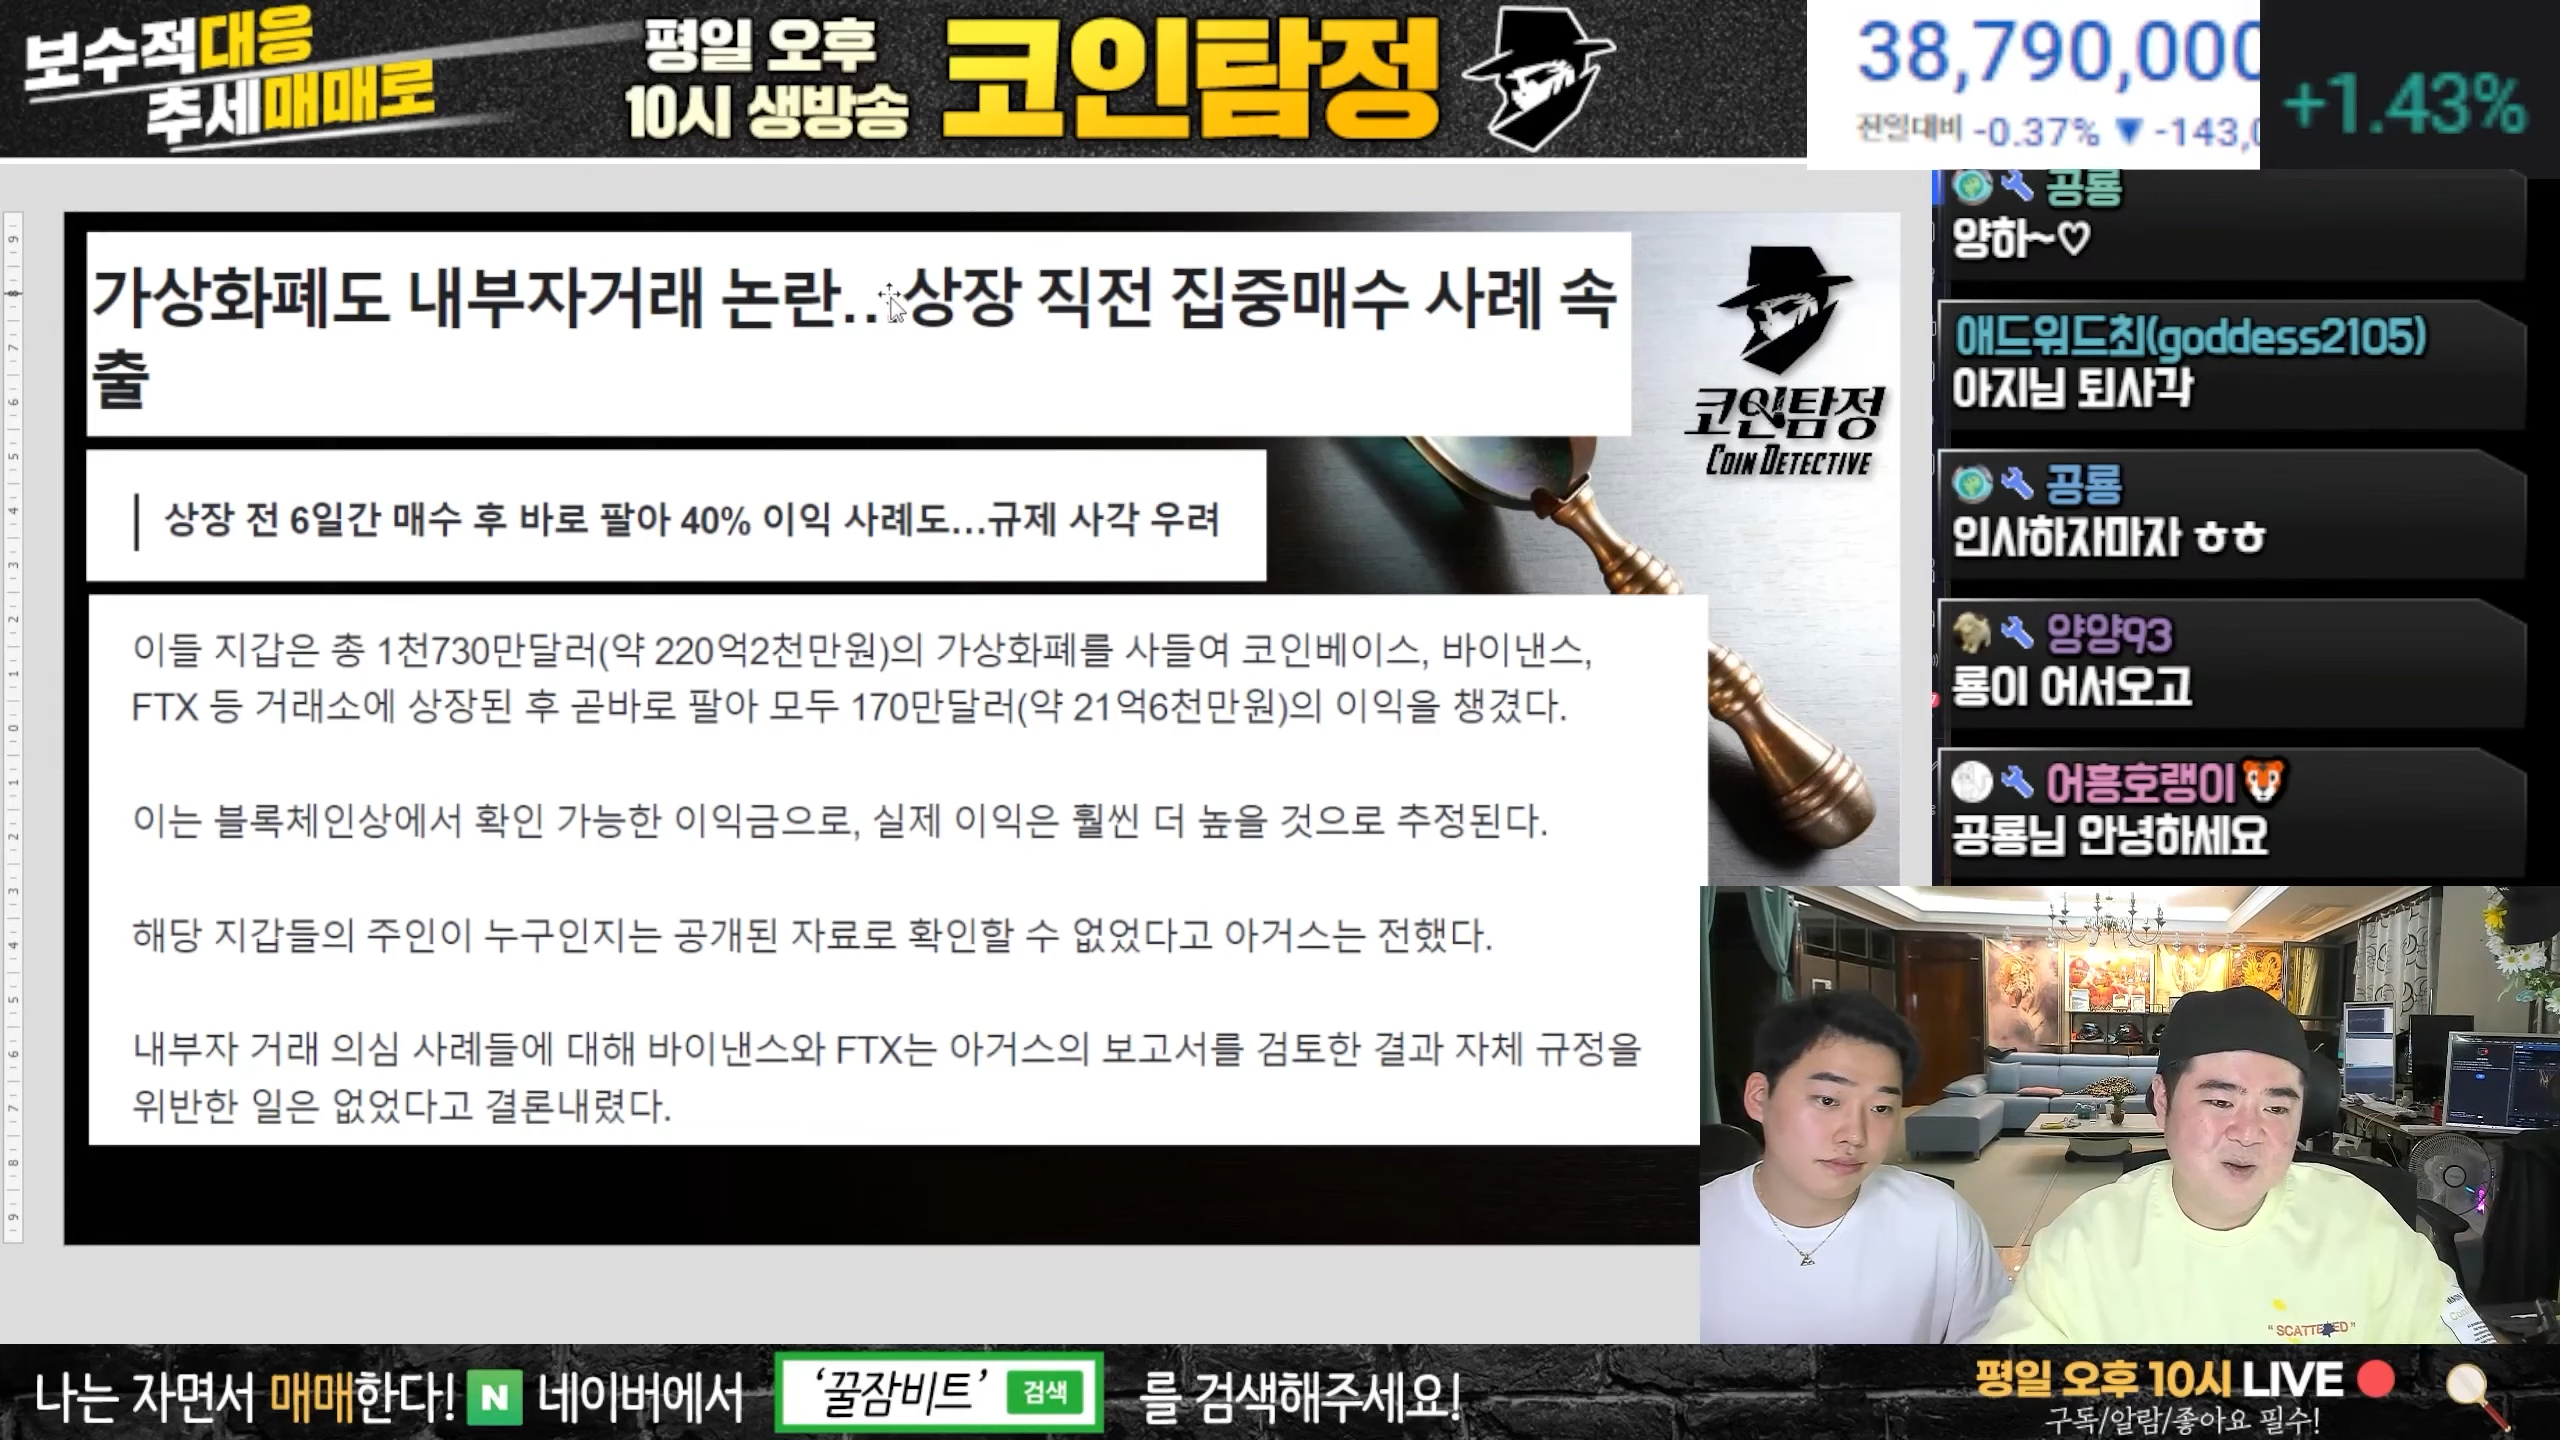 보수적대응
추세매매로
평일 오후
10시 생방송
코인탐정
38,790,000
전일대비 -0.37% ▼ -143,0
+1.43%
가상화폐도 내부자거래 논란…상장 직전 집중매수 사례 속
출
코인탐정
COIN DETECTIVE
상장 전 6일간 매수 후 바로 팔아 40% 이익 사례도…규제 사각 우려
이들 지갑은 총 1천730만달러(약 220억2천만원)의 가상화폐를 사들여 코인베이스, 바이낸스,
FTX 등 거래소에 상장된 후 곧바로 팔아 모두 170만달러(약 21억6천만원)의 이익을 챙겼다.
이는 블록체인상에서 확인 가능한 이익금으로, 실제 이익은 훨씬 더 높을 것으로 추정된다.
해당 지갑들의 주인이 누구인지는 공개된 자료로 확인할 수 없었다고 아거스는 전했다.
내부자 거래 의심 사례들에 대해 바이낸스와 FTX는 아거스의 보고서를 검토한 결과 자체 규정을
위반한 일은 없었다고 결론내렸다.
공룡
양하~♡
애드워드최(goddess2105)
아지님 퇴사각
공룡
인사하자마자 ㅎㅎ
양양93
룡이 어서오고
어흥호랭이🐯
공룡님 안녕하세요
"SCATTERED"
나는 자면서 매매한다! N 네이버에서 '꿀잠비트' 검색 를 검색해주세요!
평일 오후 10시 LIVE
구독/알람/좋아요 필수!